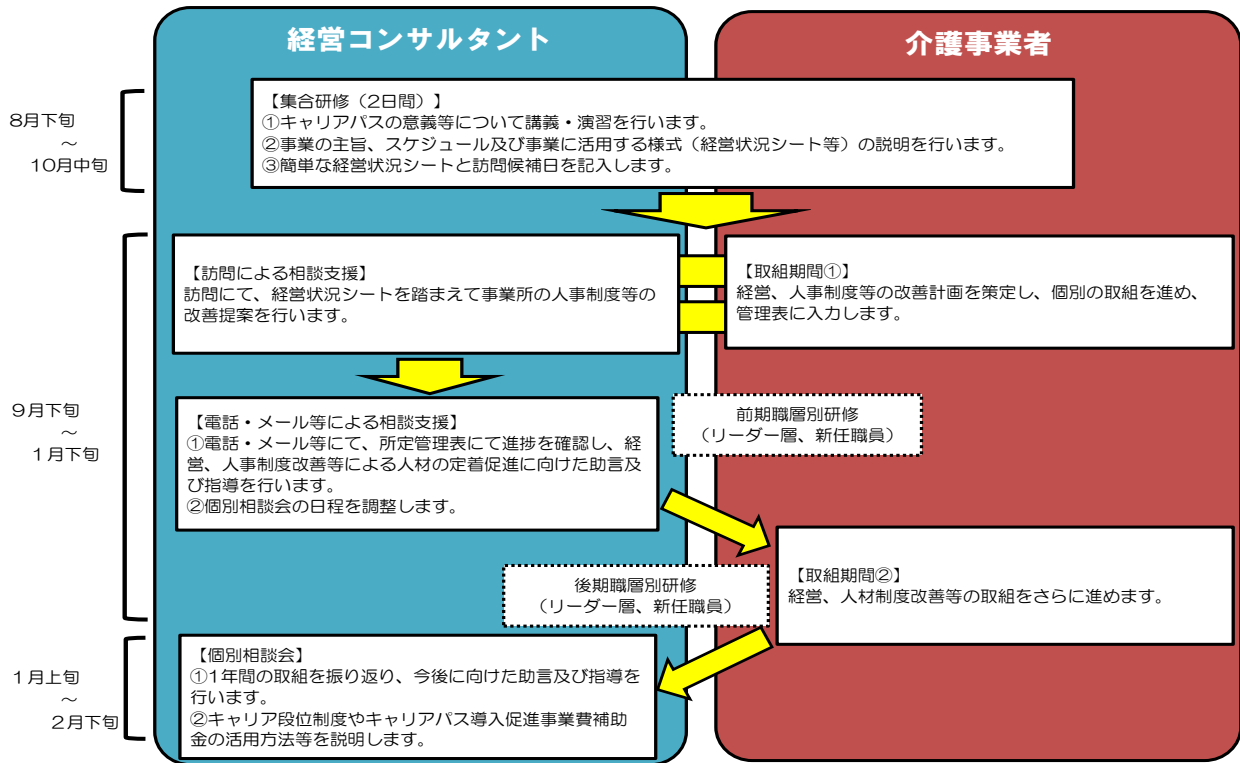 経営コンサルタント
介護事業者
8月下旬
～
10月中旬
【集合研修（2日間）】
①キャリアパスの意義等について講義・演習を行います。
②事業の主旨、スケジュール及び事業に活用する様式（経営状況シート等）の説明を行います。
③簡単な経営状況シートと訪問候補日を記入します。
9月下旬
～
1月下旬
【訪問による相談支援】
訪問にて、経営状況シートを踏まえて事業所の人事制度等の
改善提案を行います。
【取組期間①】
経営、人事制度等の改善計画を策定し、個別の取組を進め、
管理表に入力します。
【電話・メール等による相談支援】
①電話・メール等にて、所定管理表にて進捗を確認し、経
営、人事制度改善等による人材の定着促進に向けた助言及
び指導を行います。
②個別相談会の日程を調整します。
前期職層別研修
（リーダー層、新任職員）
【取組期間②】
経営、人材制度改善等の取組をさらに進めます。
後期職層別研修
（リーダー層、新任職員）
1月上旬
～
2月下旬
【個別相談会】
①1年間の取組を振り返り、今後に向けた助言及び指導を
行います。
②キャリア段位制度やキャリアパス導入促進事業費補助
金の活用方法等を説明します。